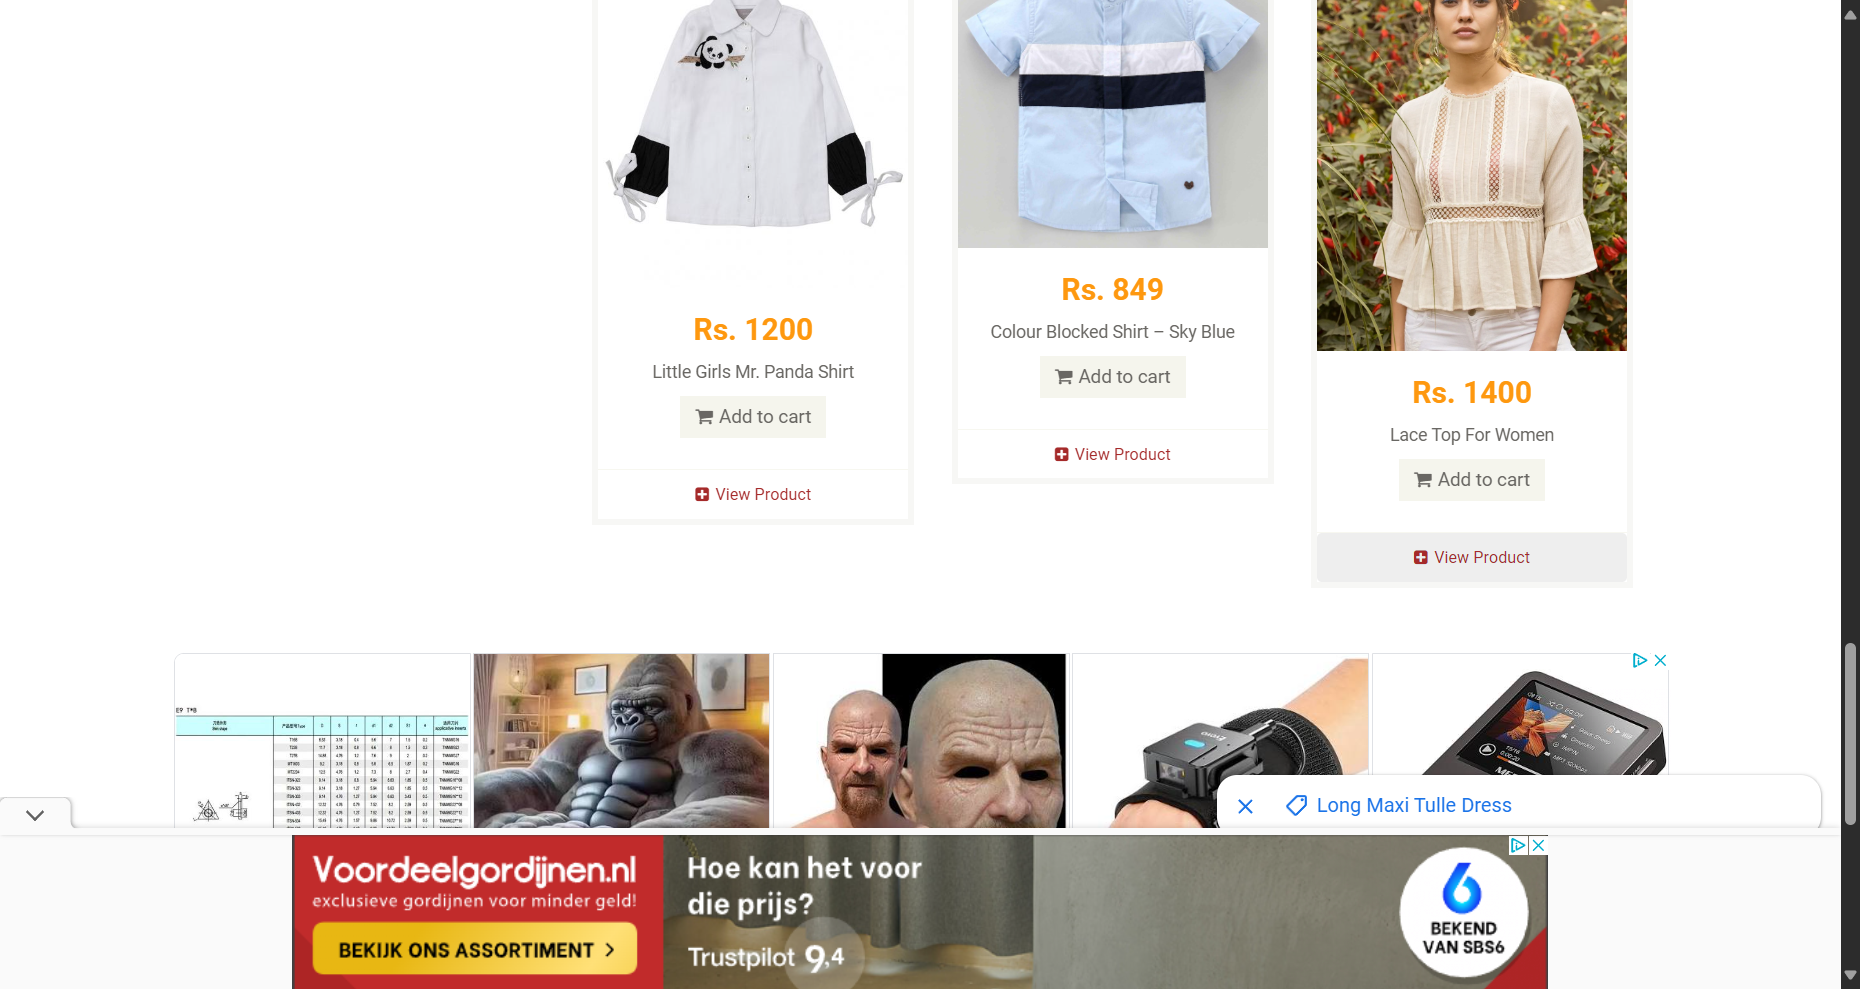 Rs. 1200
Little Girls Mr. Panda Shirt
Add to cart
View Product
Rs. 849
Colour Blocked Shirt – Sky Blue
Add to cart
View Product
Rs. 1400
Lace Top For Women
Add to cart
View Product
Long Maxi Tulle Dress
Voordeelgordijnen.nl
exclusieve gordijnen voor minder geld!
BEKIJK ONS ASSORTIMENT
Hoe kan het voor
die prijs?
Trustpilot 9,4
6
BEKEND
VAN SBS6